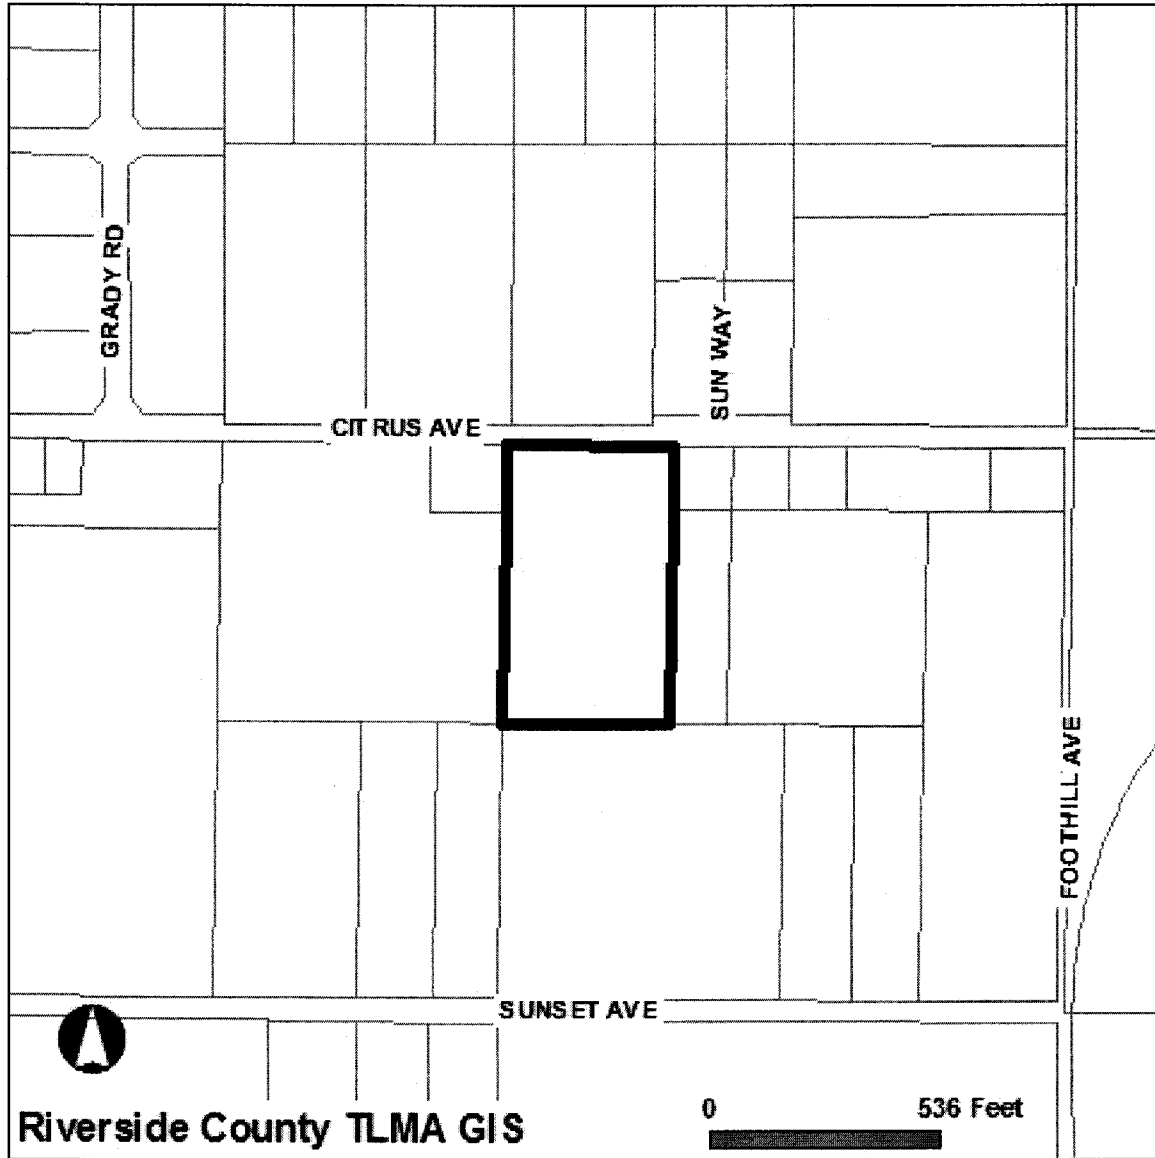 GRADY RD
SUN WAY
CITRUS AVE
FOOTHILL AVE
SUNSET AVE
Riverside County TLMA GIS
0 536 Feet